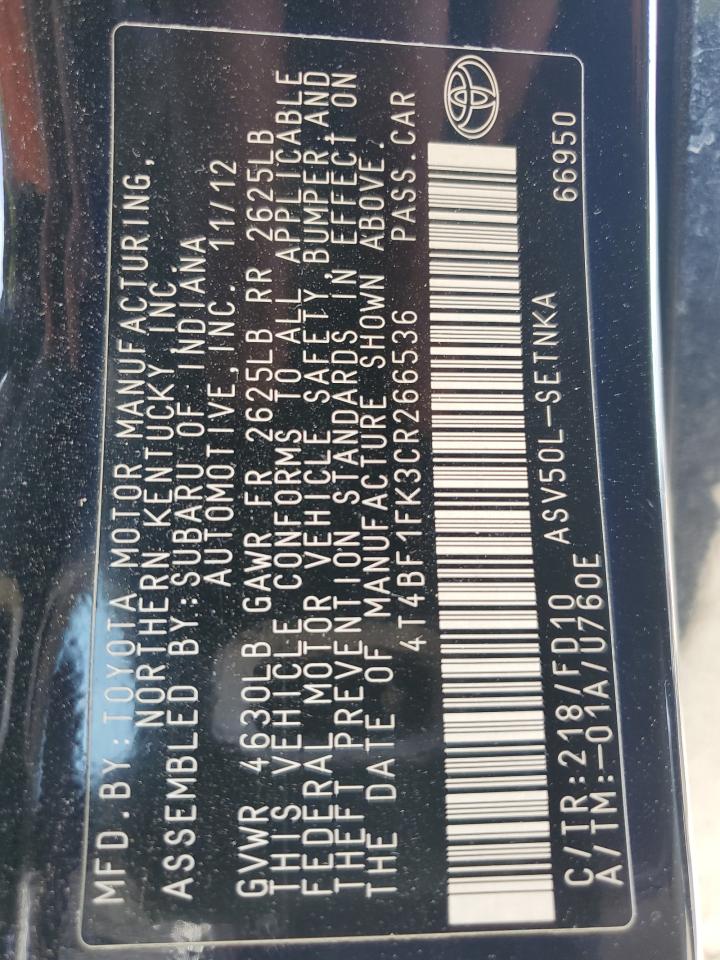 MFD.BY:TOYOTA MOTOR MANUFACTURING,
NORTHERN KENTUCKY INC.
ASSEMBLED BY:SUBARU OF INDIANA
AUTOMOTIVE,INC. 11/12
GVWR 4630LB GAWR FR 2625LB RR 2625LB
THIS VEHICLE CONFORMS TO ALL APPLICABLE
FEDERAL MOTOR VEHICLE SAFETY,BUMPER,AND
THEFT PREVENTION STANDARDS IN EFFECT ON
THE DATE OF MANUFACTURE SHOWN ABOVE.
4T4BF1FK3CR266536 PASS.CAR
C/TR:218/FD10 ASV50L-SETNKA 66950
A/TM:-01A/U760E